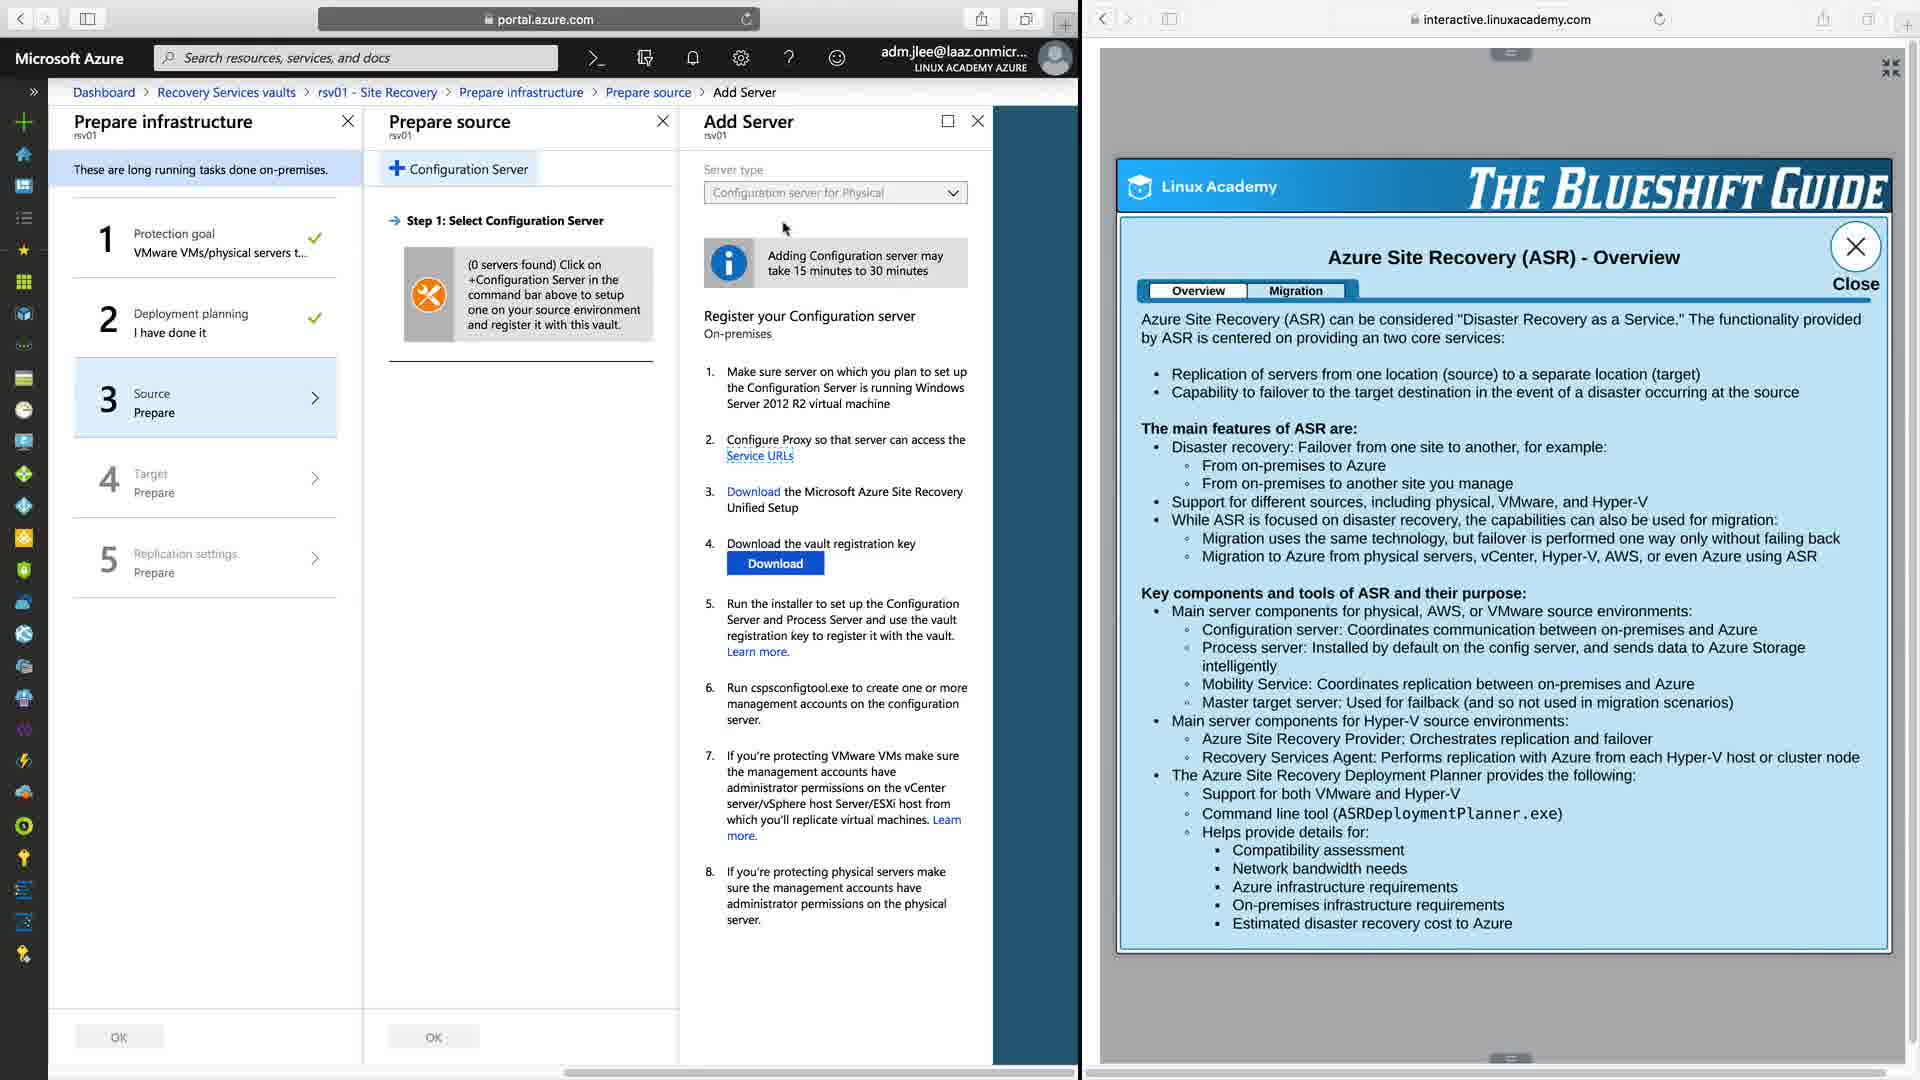 portal.azure.com
Microsoft Azure
Search resources, services, and docs
adm.jlee@laaz.onmicr...
LINUX ACADEMY AZURE
Dashboard > Recovery Services vaults > rsv01 - Site Recovery > Prepare infrastructure > Prepare source > Add Server
Prepare infrastructure
rsv01
These are long running tasks done on-premises.
1
Protection goal
VMware VMs/physical servers t...
2
Deployment planning
I have done it
3
Source
Prepare
4
Target
Prepare
5
Replication settings
Prepare
OK
Prepare source
rsv01
Configuration Server
Step 1: Select Configuration Server
(0 servers found) Click on
+Configuration Server in the
command bar above to setup
one on your source environment
and register it with this vault.
OK
Add Server
rsv01
Server type
Configuration server for Physical
Adding Configuration server may
take 15 minutes to 30 minutes
Register your Configuration server
On-premises
1. Make sure server on which you plan to set up
the Configuration Server is running Windows
Server 2012 R2 virtual machine
2. Configure Proxy so that server can access the
Service URLs
3. Download the Microsoft Azure Site Recovery
Unified Setup
4. Download the vault registration key
Download
5. Run the installer to set up the Configuration
Server and Process Server and use the vault
registration key to register it with the vault.
Learn more.
6. Run cspsconfigtool.exe to create one or more
management accounts on the configuration
server.
7. If you're protecting VMware VMs make sure
the management accounts have
administrator permissions on the vCenter
server/vSphere host Server/ESXi host from
which you'll replicate virtual machines. Learn
more.
8. If you're protecting physical servers make
sure the management accounts have
administrator permissions on the physical
server.
interactive.linuxacademy.com
Linux Academy
THE BLUESHIFT GUIDE
Azure Site Recovery (ASR) - Overview
Close
Overview
Migration
Azure Site Recovery (ASR) can be considered "Disaster Recovery as a Service." The functionality provided
by ASR is centered on providing an two core services:
• Replication of servers from one location (source) to a separate location (target)
• Capability to failover to the target destination in the event of a disaster occurring at the source
The main features of ASR are:
• Disaster recovery: Failover from one site to another, for example:
◦ From on-premises to Azure
◦ From on-premises to another site you manage
• Support for different sources, including physical, VMware, and Hyper-V
• While ASR is focused on disaster recovery, the capabilities can also be used for migration:
◦ Migration uses the same technology, but failover is performed one way only without failing back
◦ Migration to Azure from physical servers, vCenter, Hyper-V, AWS, or even Azure using ASR
Key components and tools of ASR and their purpose:
• Main server components for physical, AWS, or VMware source environments:
◦ Configuration server: Coordinates communication between on-premises and Azure
◦ Process server: Installed by default on the config server, and sends data to Azure Storage
intelligently
◦ Mobility Service: Coordinates replication between on-premises and Azure
◦ Master target server: Used for failback (and so not used in migration scenarios)
• Main server components for Hyper-V source environments:
◦ Azure Site Recovery Provider: Orchestrates replication and failover
◦ Recovery Services Agent: Performs replication with Azure from each Hyper-V host or cluster node
• The Azure Site Recovery Deployment Planner provides the following:
◦ Support for both VMware and Hyper-V
◦ Command line tool (ASRDeploymentPlanner.exe)
◦ Helps provide details for:
▪ Compatibility assessment
▪ Network bandwidth needs
▪ Azure infrastructure requirements
▪ On-premises infrastructure requirements
▪ Estimated disaster recovery cost to Azure